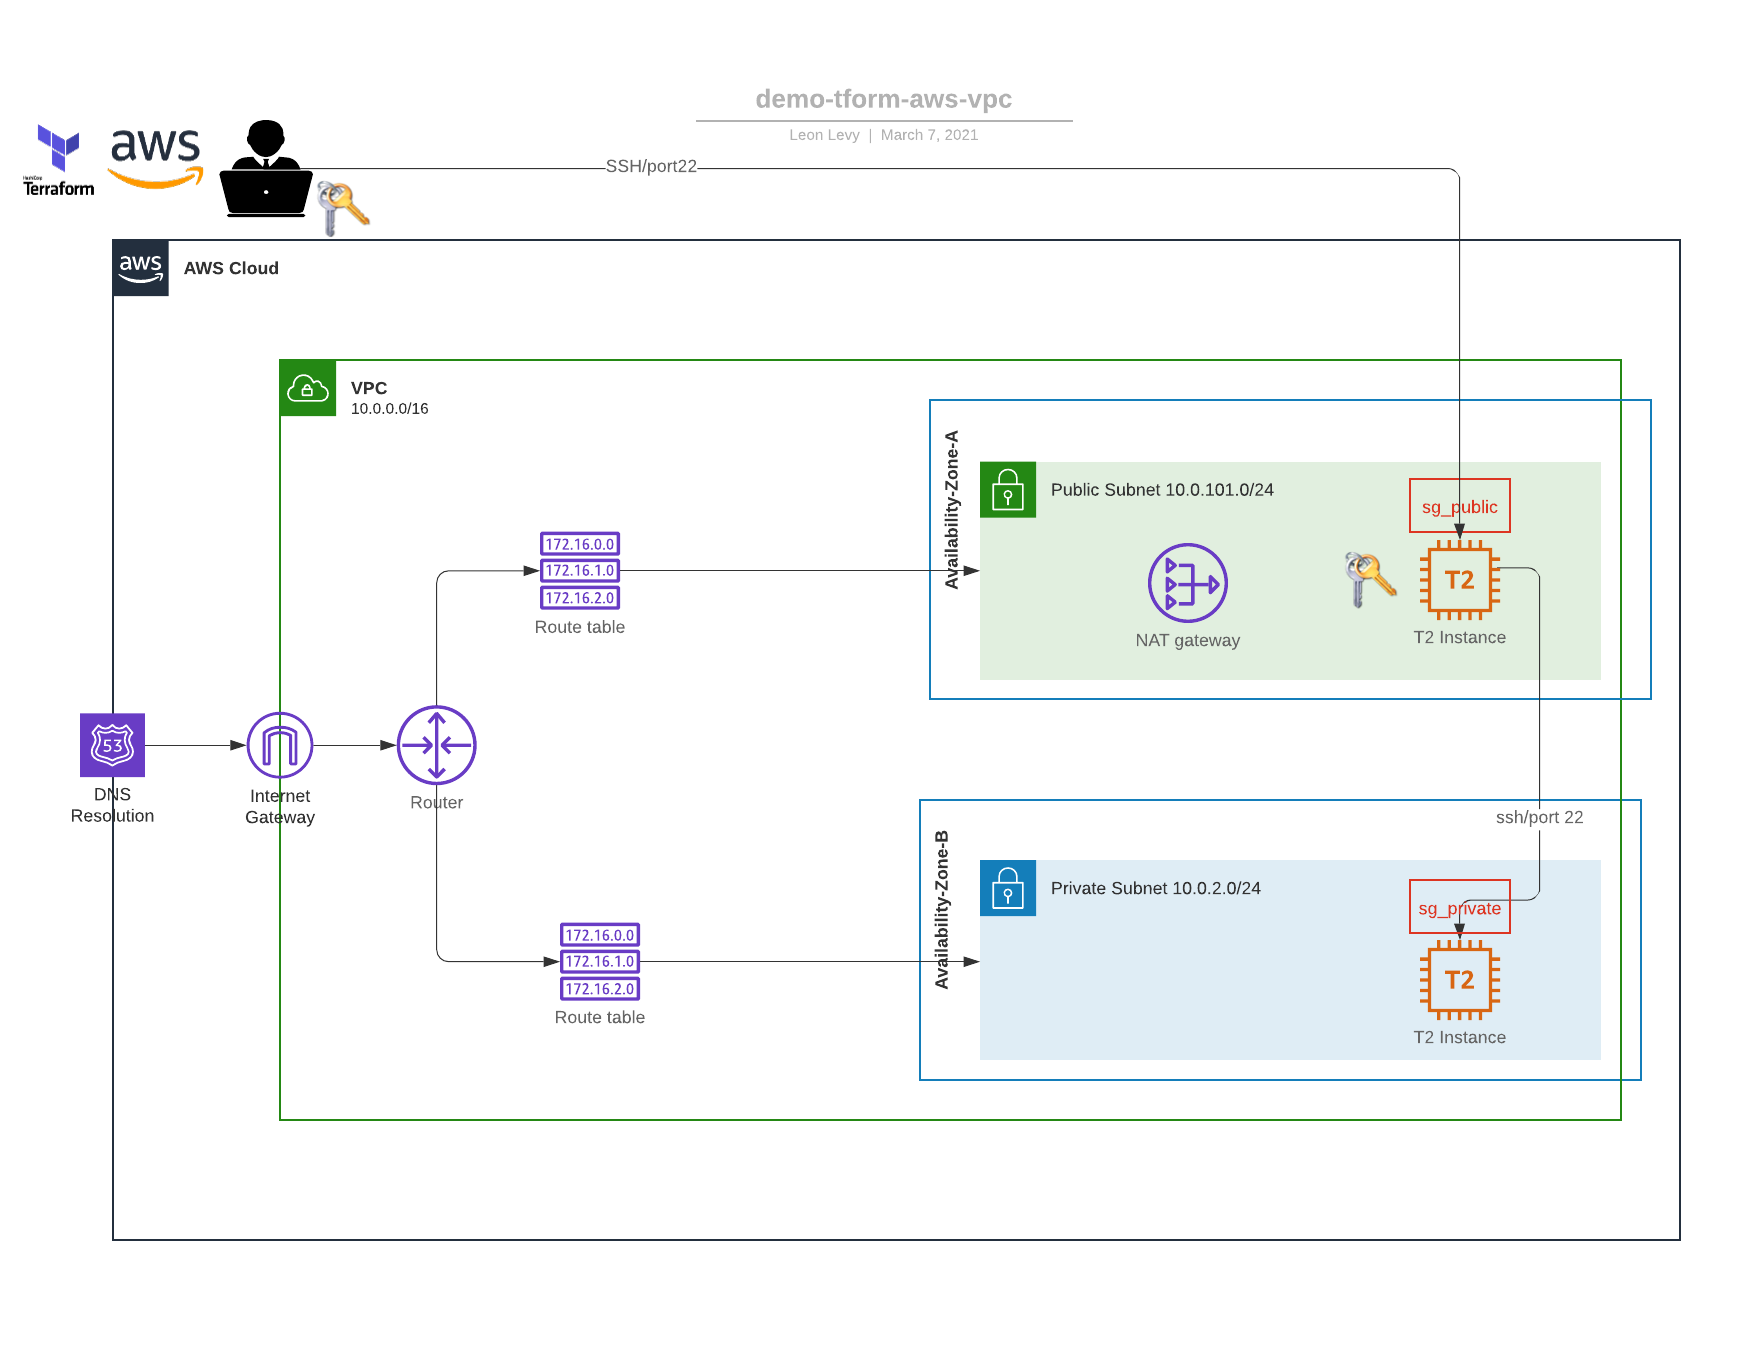 demo-tform-aws-vpc
Leon Levy | March 7, 2021
HashiCorp
Terraform
aws
SSH/port22
aws
AWS Cloud
VPC
10.0.0.0/16
Availability-Zone-A
Public Subnet 10.0.101.0/24
sg_public
T2
T2 Instance
NAT gateway
172.16.0.0
172.16.1.0
172.16.2.0
Route table
53
DNS
Resolution
Internet
Gateway
Router
ssh/port 22
Availability-Zone-B
Private Subnet 10.0.2.0/24
sg_private
T2
T2 Instance
172.16.0.0
172.16.1.0
172.16.2.0
Route table